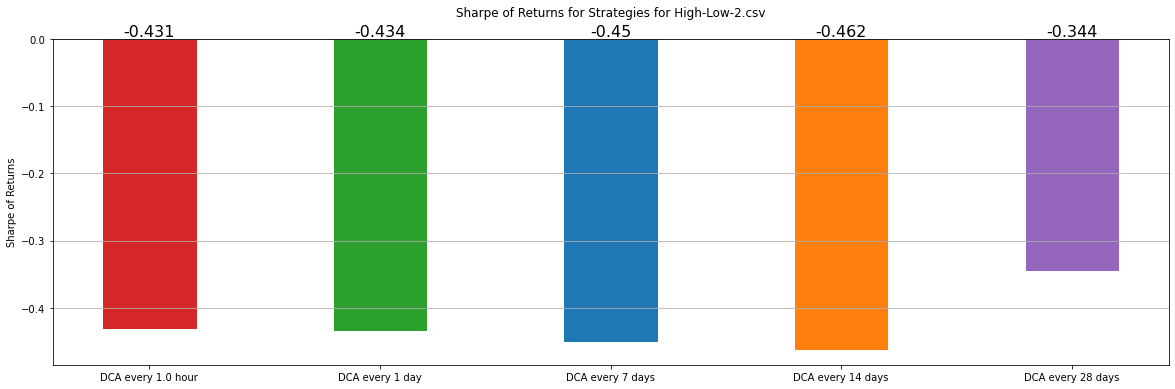 Sharpe of Returns for Strategies for High-Low-2.csv
-0.431
-0.434
-0.45
-0.462
-0.344
Sharpe of Returns
0.0
−0.1
−0.2
−0.3
−0.4
DCA every 1.0 hour
DCA every 1 day
DCA every 7 days
DCA every 14 days
DCA every 28 days